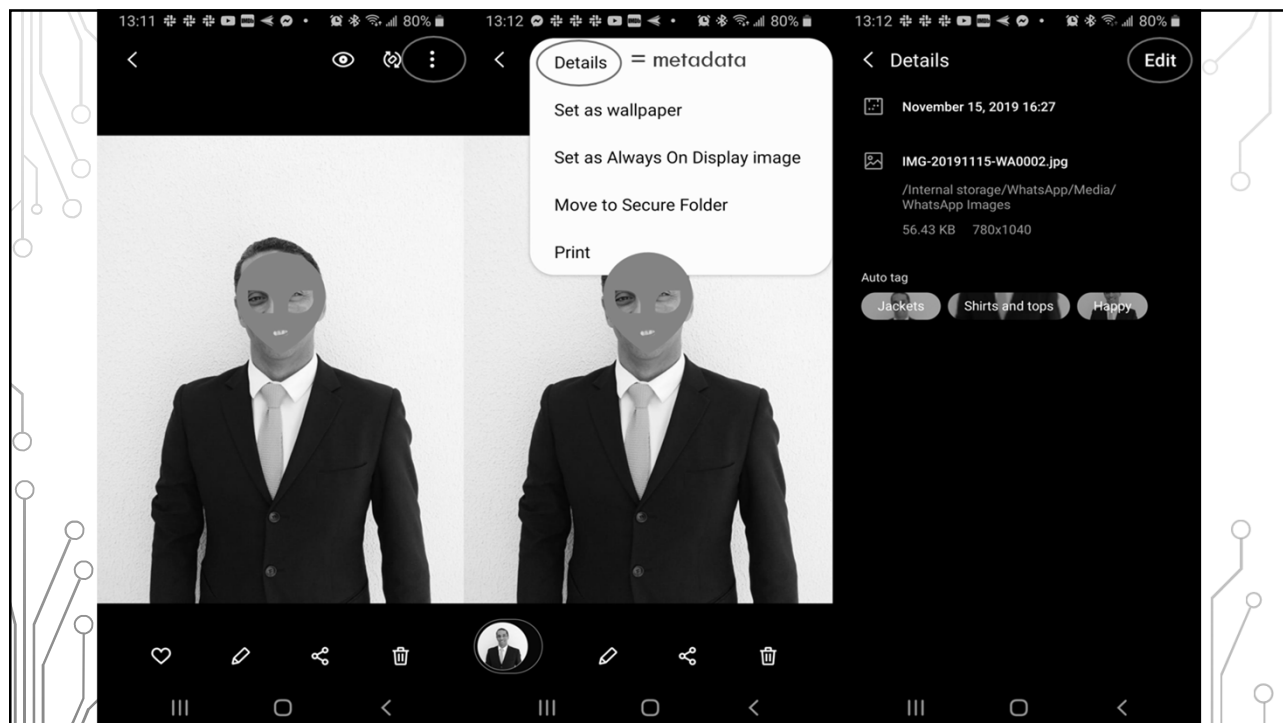 13:11
80%
13:12
80%
Details = metadata
Set as wallpaper
Set as Always On Display image
Move to Secure Folder
Print
13:12
80%
Details
Edit
November 15, 2019 16:27
IMG-20191115-WA0002.jpg
/Internal storage/WhatsApp/Media/
WhatsApp Images
56.43 KB 780x1040
Auto tag
Jackets Shirts and tops Happy